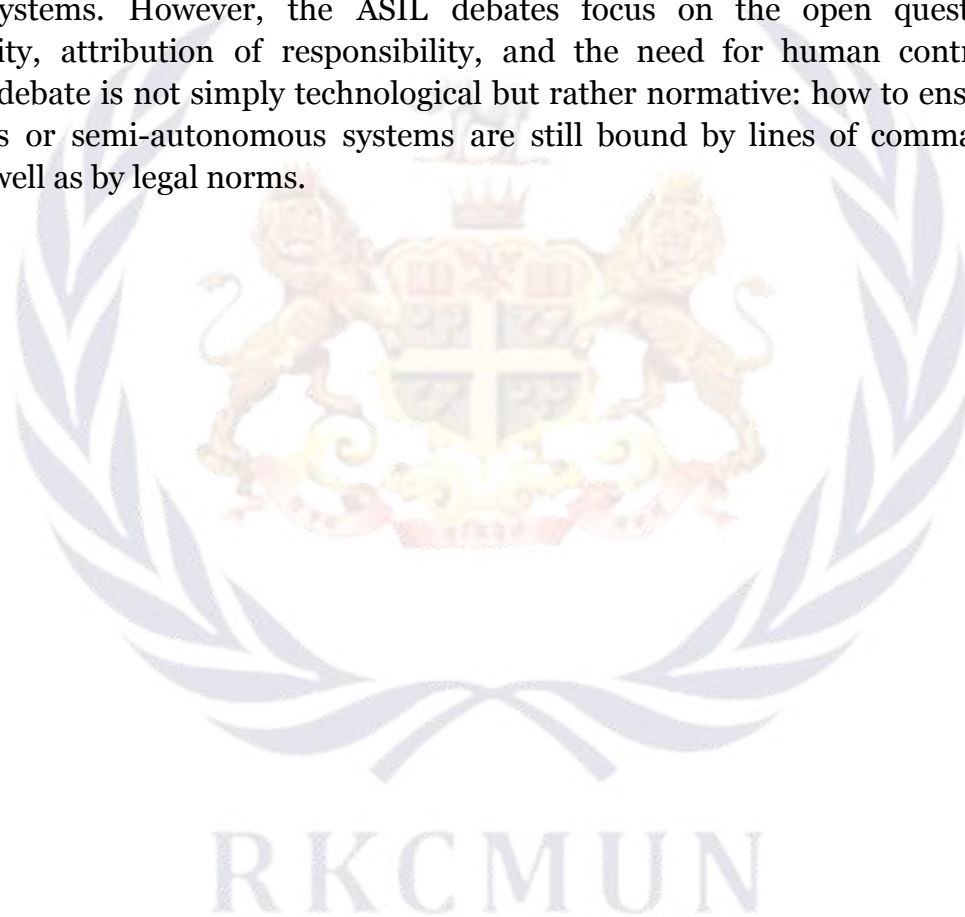 ystems. However, the ASIL debates focus on the open quest
ity, attribution of responsibility, and the need for human contr
debate is not simply technological but rather normative: how to ens
s or semi-autonomous systems are still bound by lines of comma
well as by legal norms.
RKCMUN